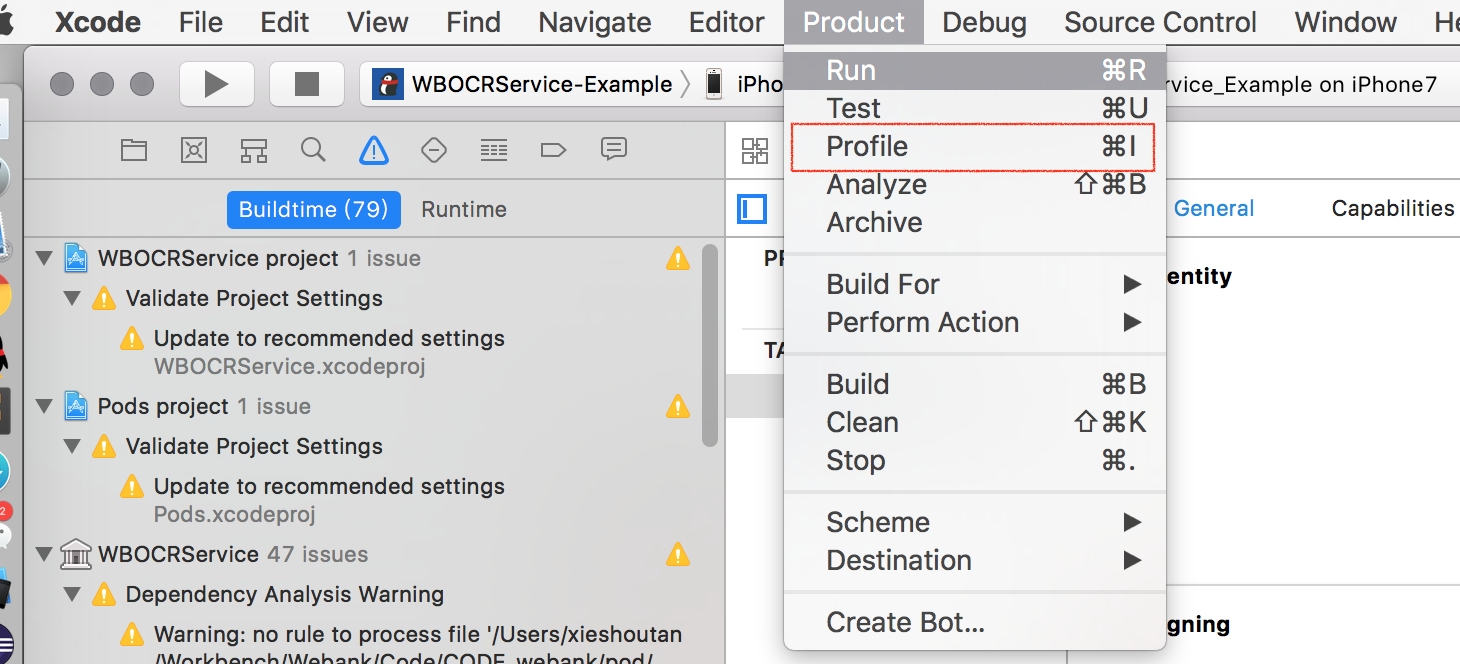 Xcode File Edit View Find Navigate Editor Product Debug Source Control Window
WBOCRService-Example iPho
rvice_Example on iPhone7
Run ⌘R
Test ⌘U
Profile ⌘I
Analyze ⇧⌘B
Archive
Build For
Perform Action
Build ⌘B
Clean ⇧⌘K
Stop ⌘.
Scheme
Destination
Create Bot...
Buildtime (79) Runtime
General Capabilities
WBOCRService project 1 issue
Validate Project Settings
Update to recommended settings
WBOCRService.xcodeproj
Pods project 1 issue
Validate Project Settings
Update to recommended settings
Pods.xcodeproj
WBOCRService 47 issues
Dependency Analysis Warning
Warning: no rule to process file '/Users/xieshoutan
/Workbench/Webank/Code/CODE_webank/pod/
entity
gning
2